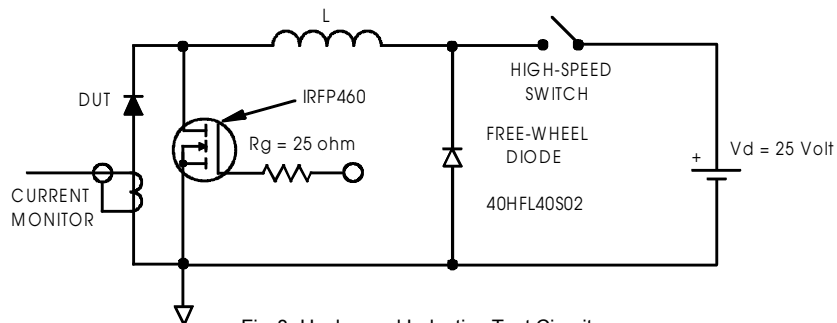 L
HIGH-SPEED
SWITCH
DUT
IRFP460
Rg = 25 ohm
FREE-WHEEL
DIODE
40HFL40S02
+
Vd = 25 Volt
CURRENT
MONITOR